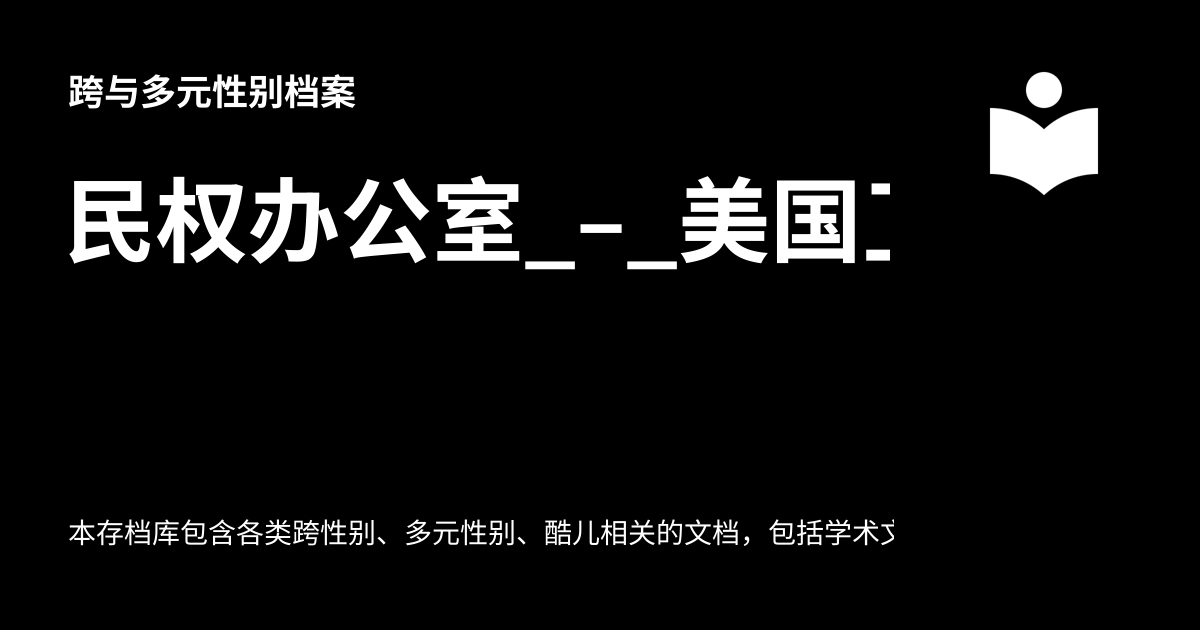 跨与多元性别档案
民权办公室_–_美国
本存档库包含各类跨性别、多元性别、酷儿相关的文档，包括学术